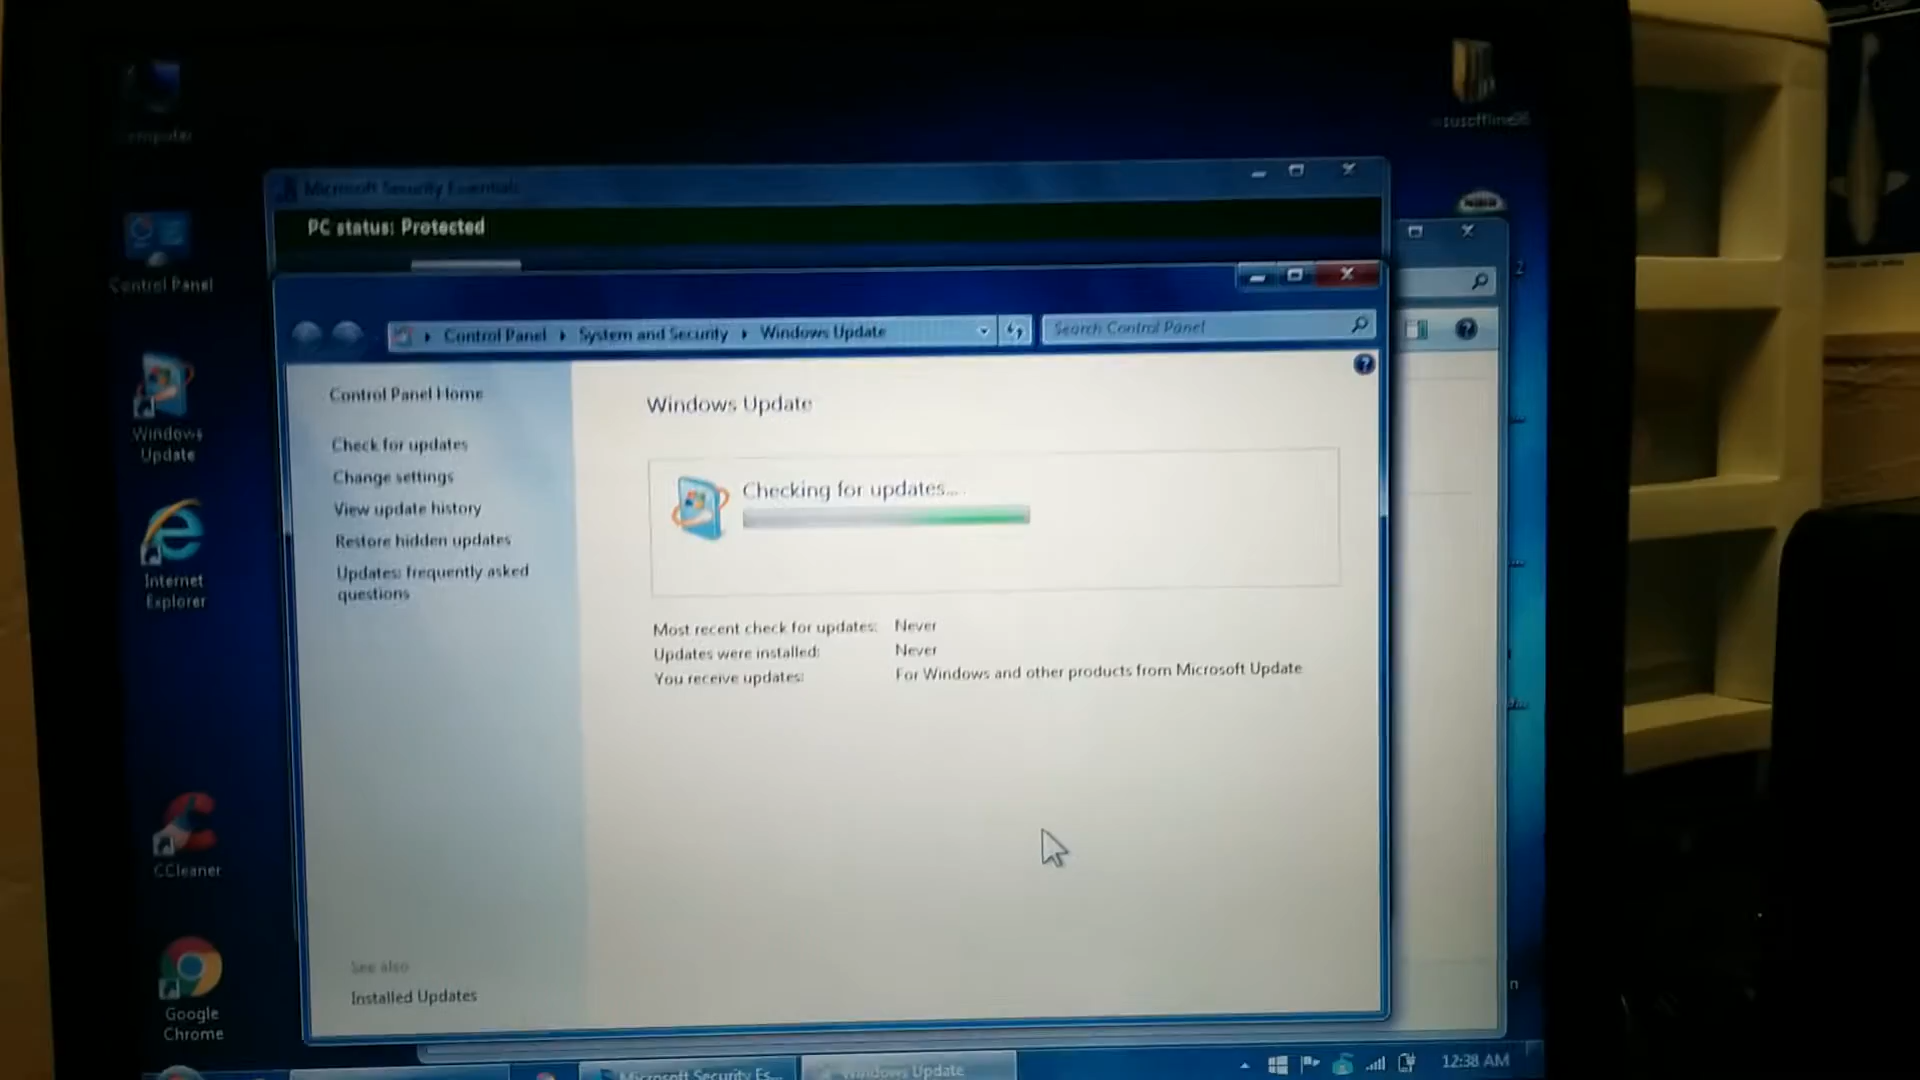 Computer
Control Panel
Windows
Update
Internet
Explorer
CCleaner
Google
Chrome
Microsoft Security Essentials
PC status: Protected
Control Panel
System and Security
Windows Update
Search Control Panel
Control Panel Home
Check for updates
Change settings
View update history
Restore hidden updates
Updates: frequently asked
questions
See also
Installed Updates
Windows Update
Checking for updates...
Most recent check for updates: Never
Updates were installed: Never
You receive updates: For Windows and other products from Microsoft Update
Microsoft Security Es...
Windows Update
12:38 AM